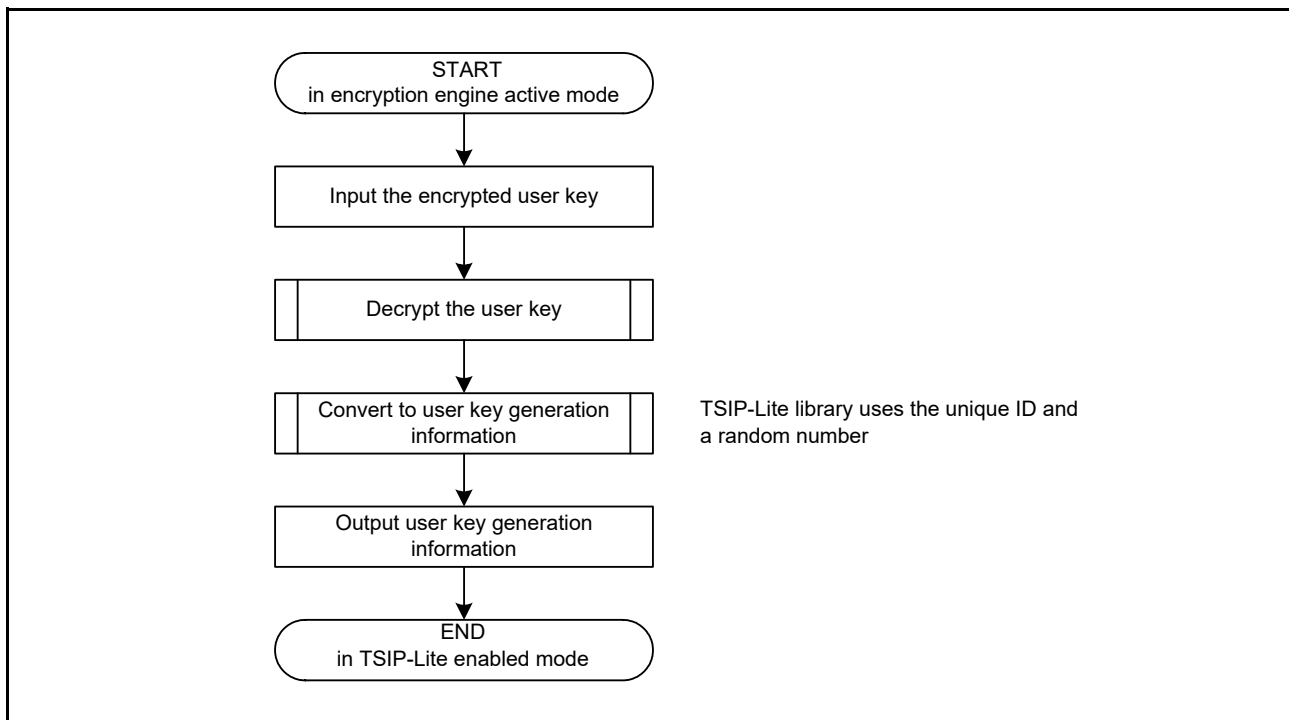 START
in encryption engine active mode
Input the encrypted user key
Decrypt the user key
Convert to user key generation
information
TSIP-Lite library uses the unique ID and
a random number
Output user key generation
information
END
in TSIP-Lite enabled mode